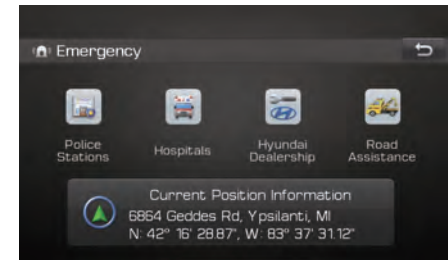 Emergency
Police
Stations
Hospitals
Hyundai
Dealership
Road
Assistance
Current Position Information
6864 Geddes Rd, Ypsilanti, MI
N: 42° 16' 28.87", W: 83° 37' 31.12"